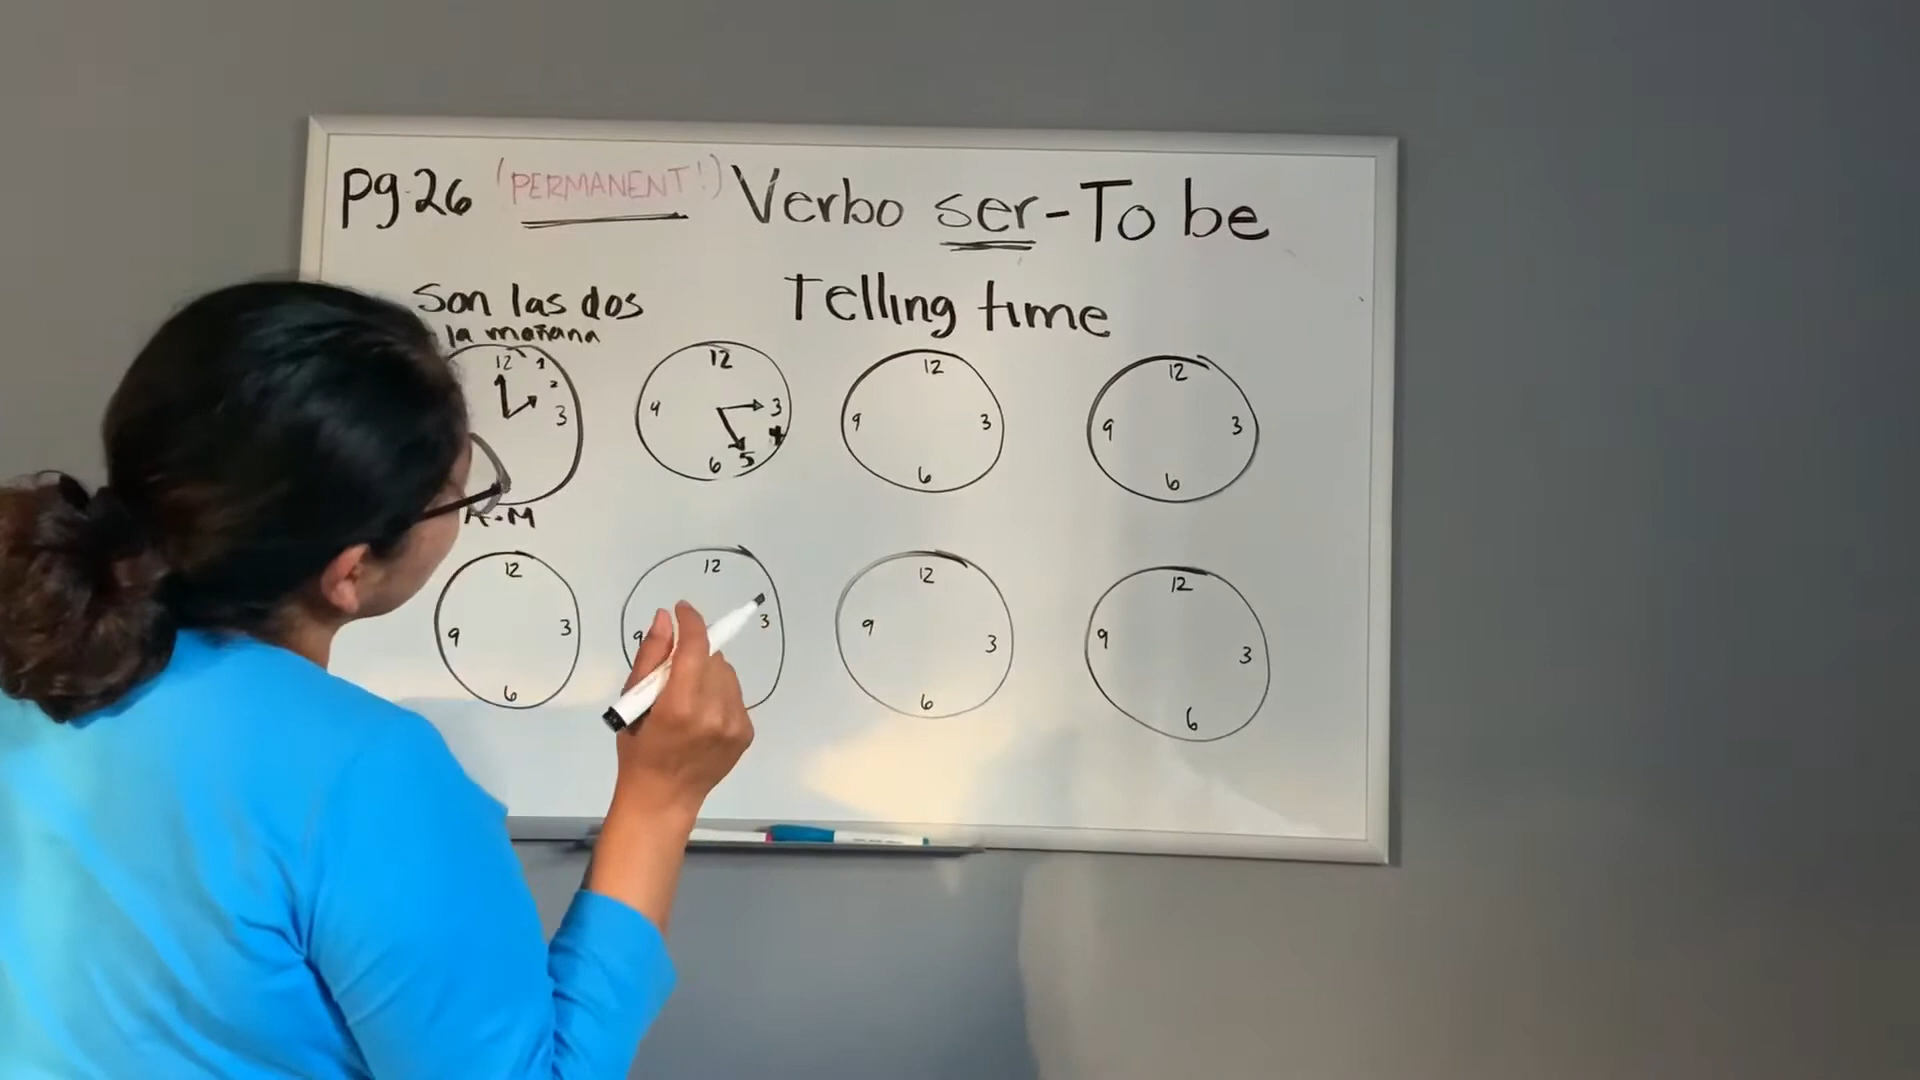 pg.26 (PERMANENT!) Verbo ser-To be
Son las dos
la mañana
Telling time
12 1 2 3
12 3 4 5 6 9
12 3 6 9
12 3 6 9
A.M
12 3 6 9
12 3 9
12 3 6 9
12 3 6 9